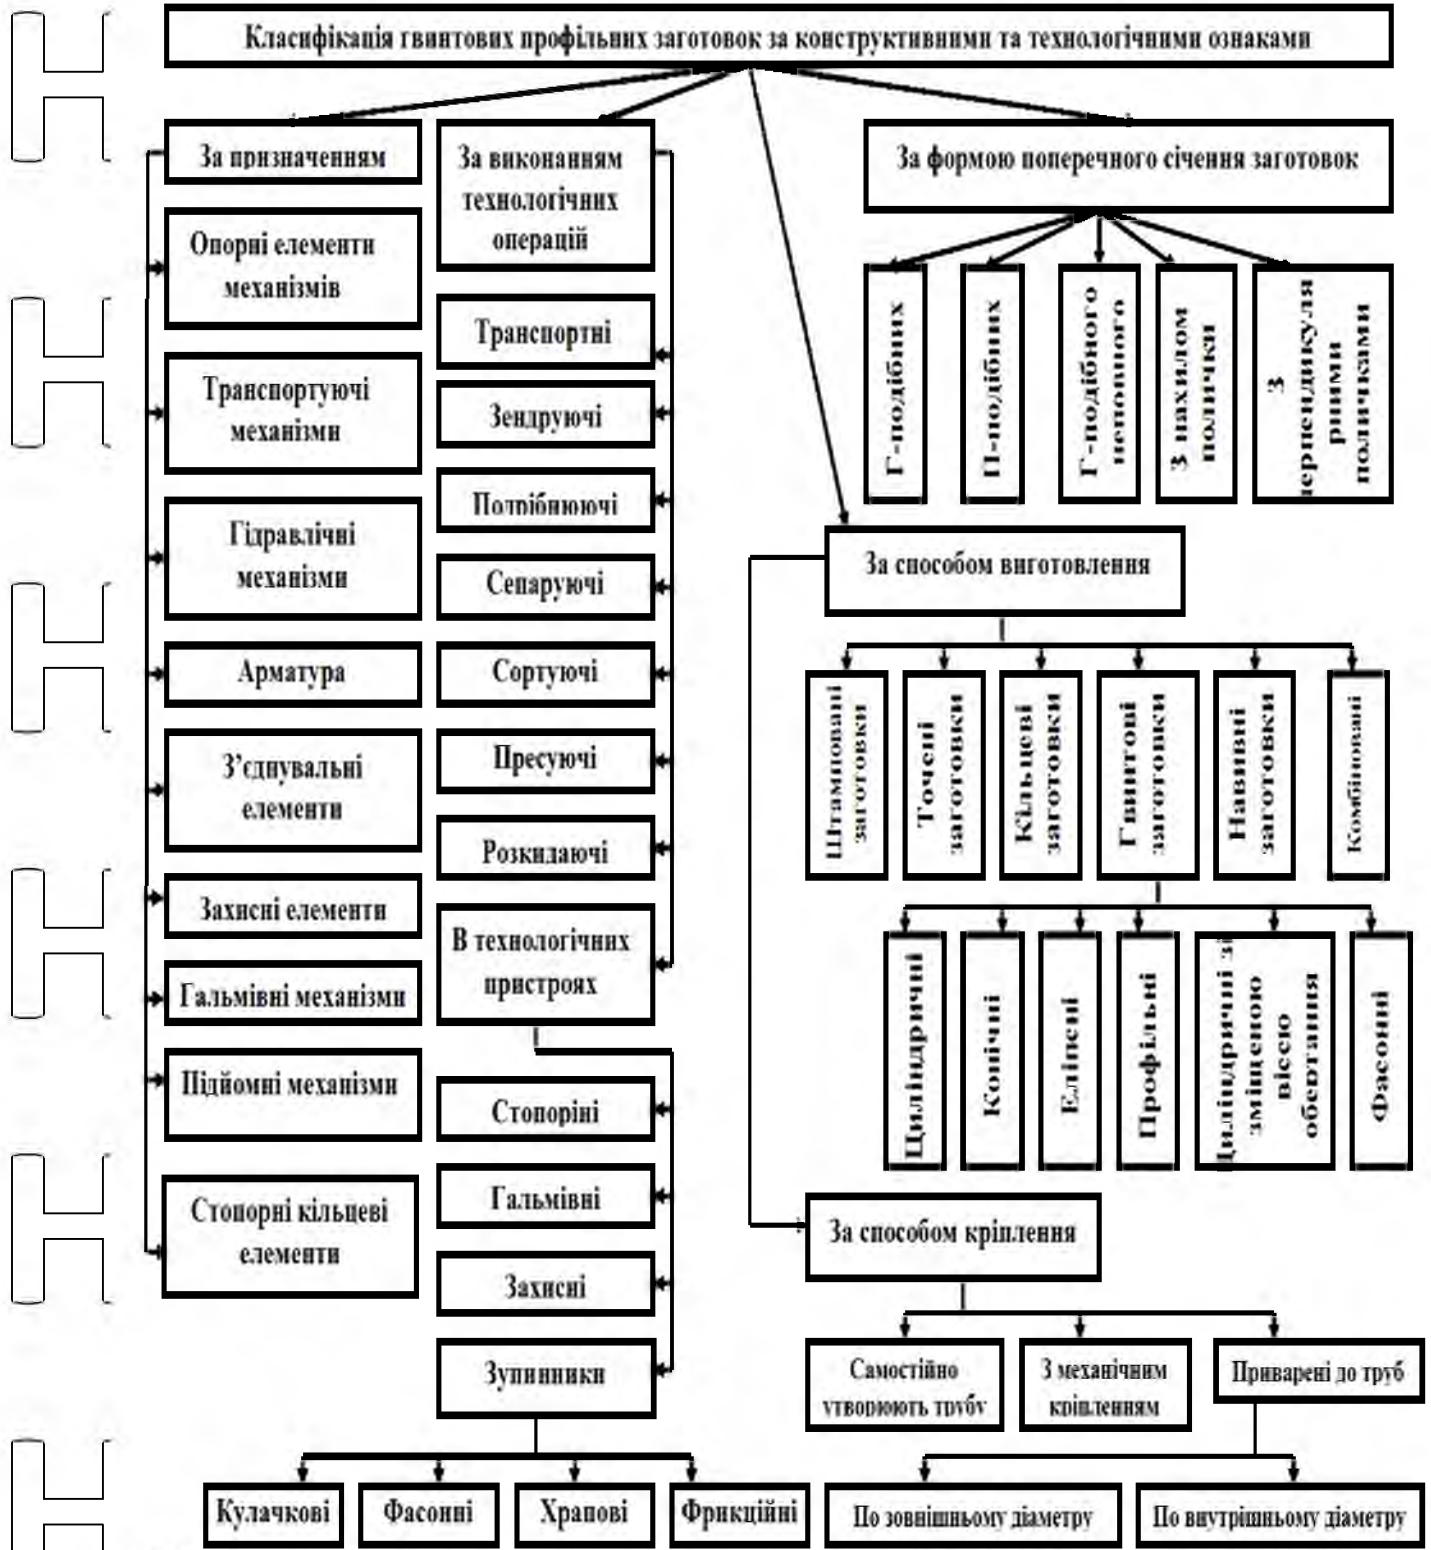 Класифікація гвинтових профільних заготовок за конструктивними та технологічними ознаками
За призначенням
Опорні елементи
механізмів
Транспортуючі
механізми
Гідравлічні
механізми
Арматура
З’єднувальні
елементи
Захисні елементи
Гальмівні механізми
Підйомні механізми
Стопорні кільцеві
елементи
За виконанням
технологічних
операцій
Транспортні
Зендруючі
Подрібнюючі
Сепаруючі
Сортуючі
Пресуючі
Розкидаючі
В технологічних
пристроях
Стопоріні
Гальмівні
Захисні
Зупинники
Кулачкові
Фасонні
Храпові
Фрикційні
За формою поперечного січення заготовок
Г-подібних
П-подібних
Г-подібного
неповного
З нахилом
полички
З
перпендикуля
рними
поличками
За способом виготовлення
Штамповані
заготовки
Точені
заготовки
Кільцеві
заготовки
Гвинтові
заготовки
Навивні
заготовки
Комбіновані
Циліндричні
Конічні
Еліпсні
Профільні
Циліндричні зі
зміщеною
віссю
обертання
Фасонні
За способом кріплення
Самостійно
утворюють трубу
З механічним
кріпленням
Приварені до труб
По зовнішньому діаметру
По внутрішньому діаметру